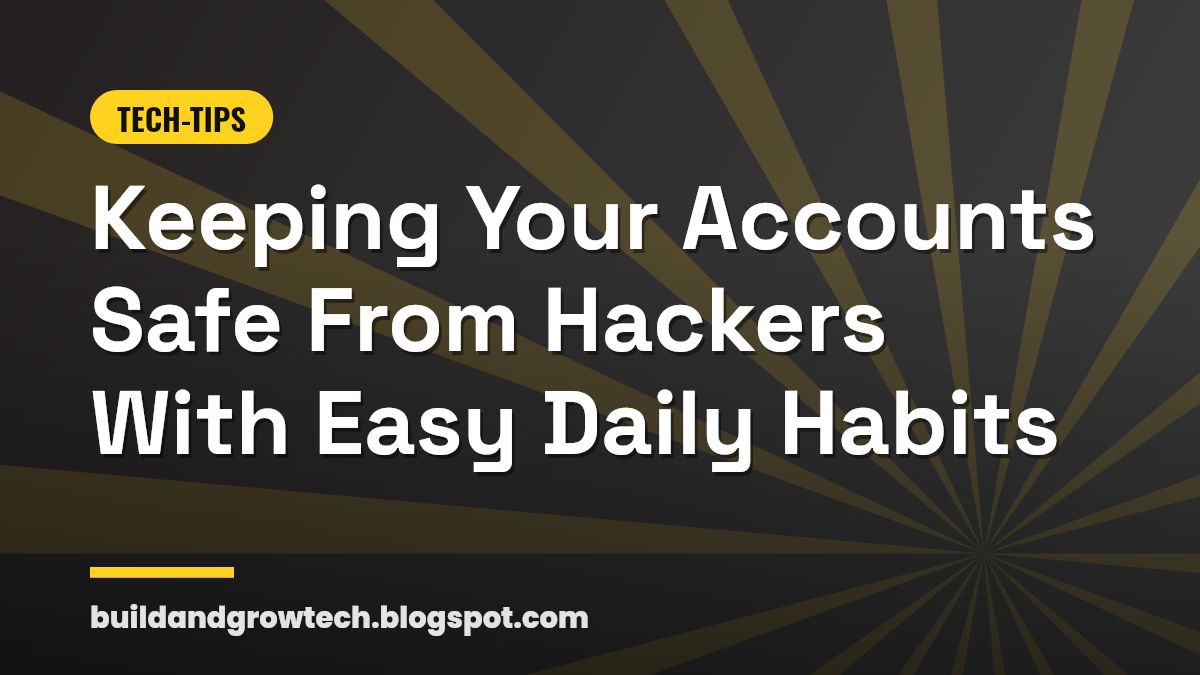 TECH-TIPS
Keeping Your Accounts
Safe From Hackers
With Easy Daily Habits
buildandgrowtech.blogspot.com